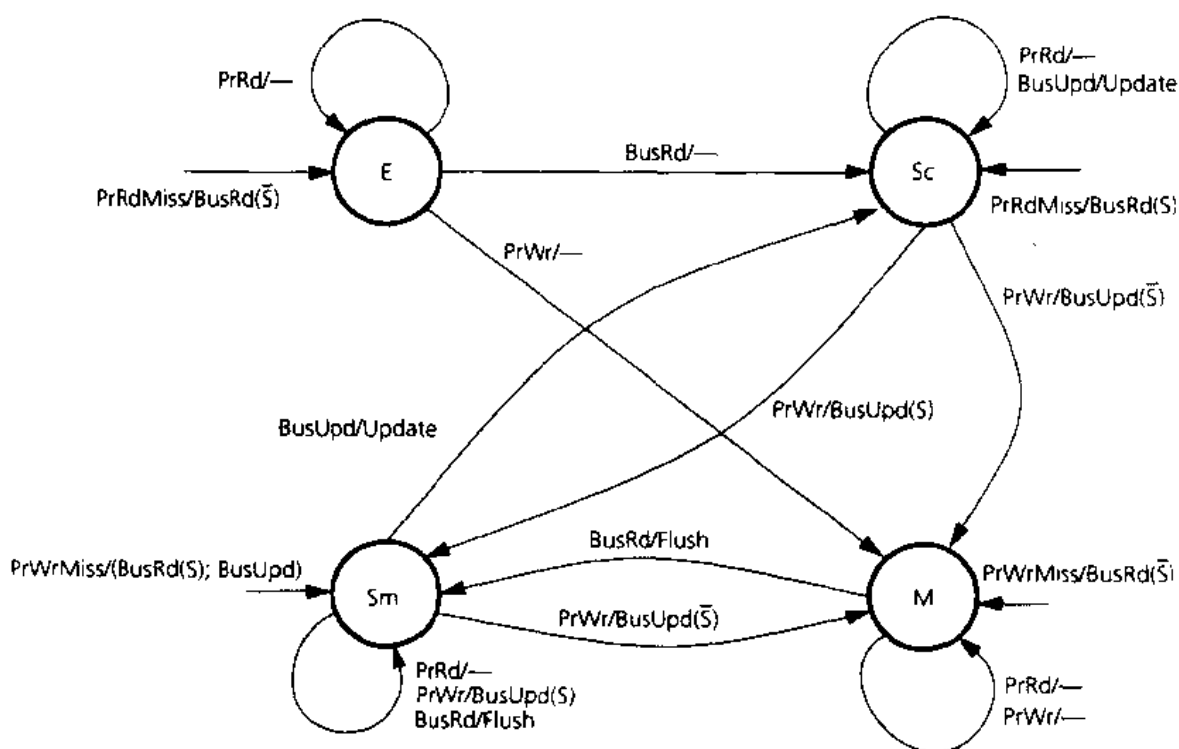 PrRd/—
PrRd/—
BusUpd/Update
E
BusRd/—
Sc
PrRdMiss/BusRd(S̄)
PrRdMiss/BusRd(S)
PrWr/—
PrWr/BusUpd(S̄)
PrWr/BusUpd(S)
BusUpd/Update
BusRd/Flush
PrWrMiss/(BusRd(S); BusUpd)
Sm
M
PrWrMiss/BusRd(S̄)
PrWr/BusUpd(S̄)
PrRd/—
PrWr/BusUpd(S)
BusRd/Flush
PrRd/—
PrWr/—